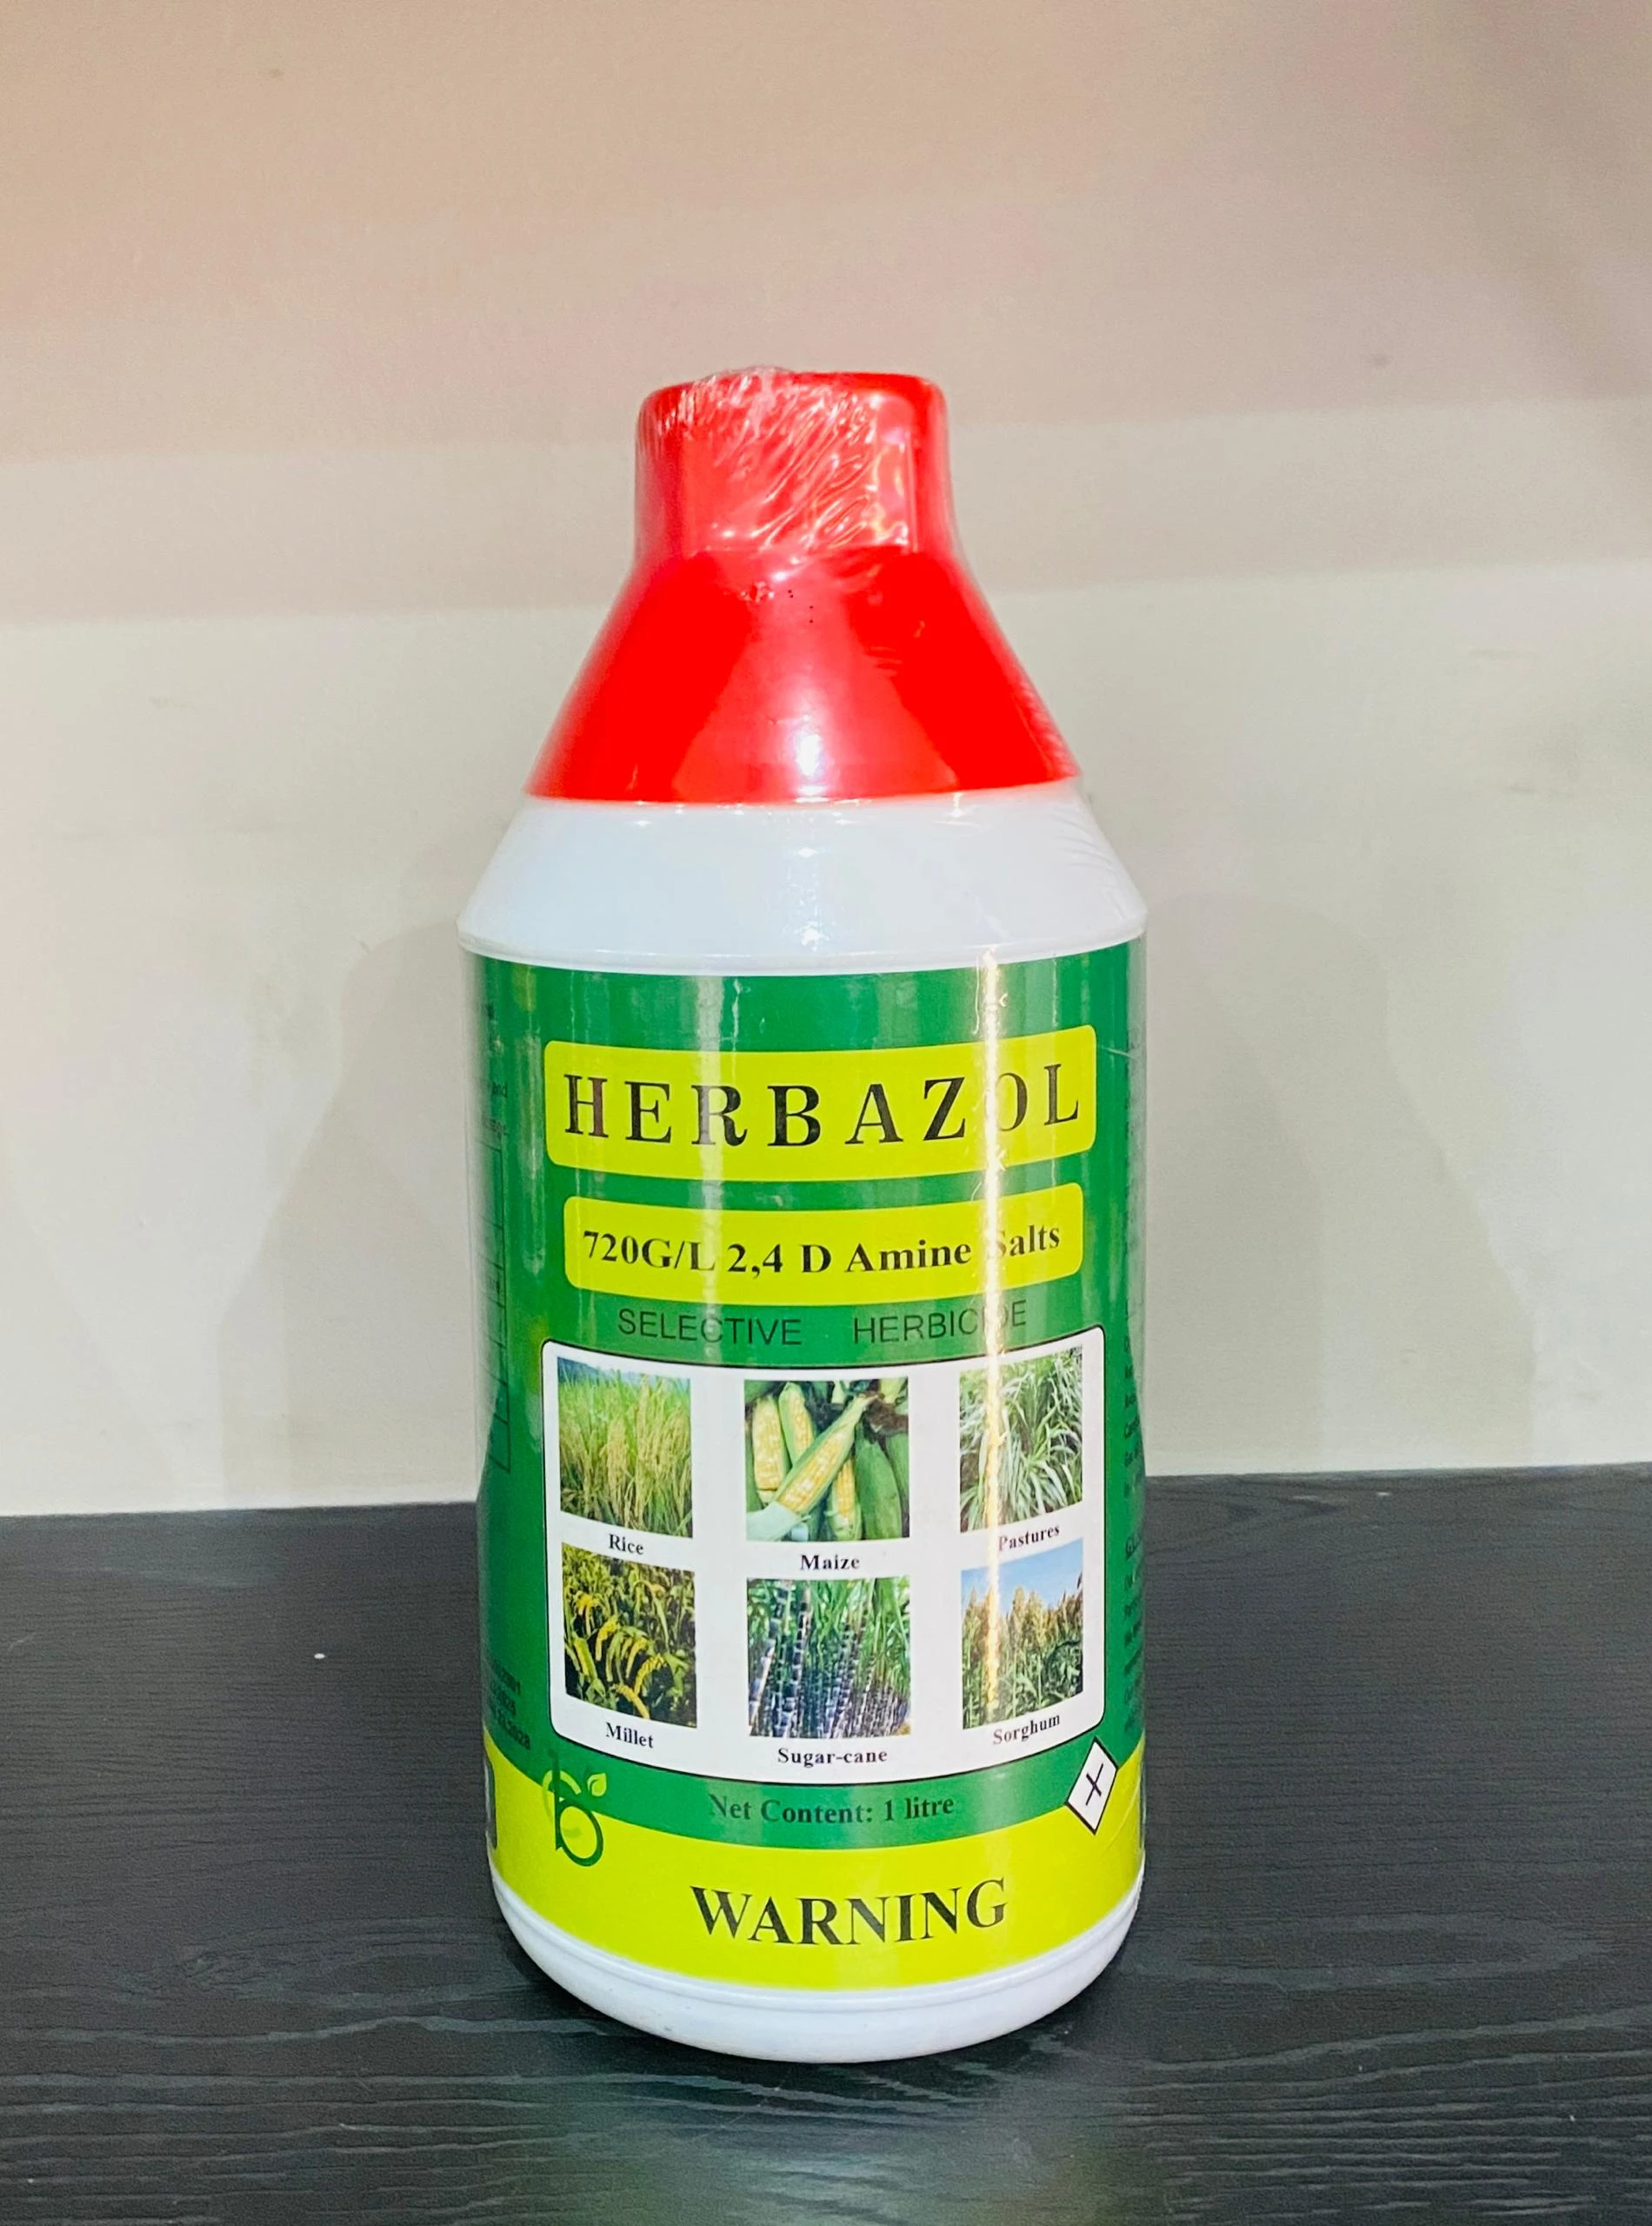 HERBAZOL
720G/L 2,4 D Amine Salts
SELECTIVE HERBICIDE
Rice Maize Pastures
Millet Sugar-cane Sorghum
Net Content: 1 litre
WARNING